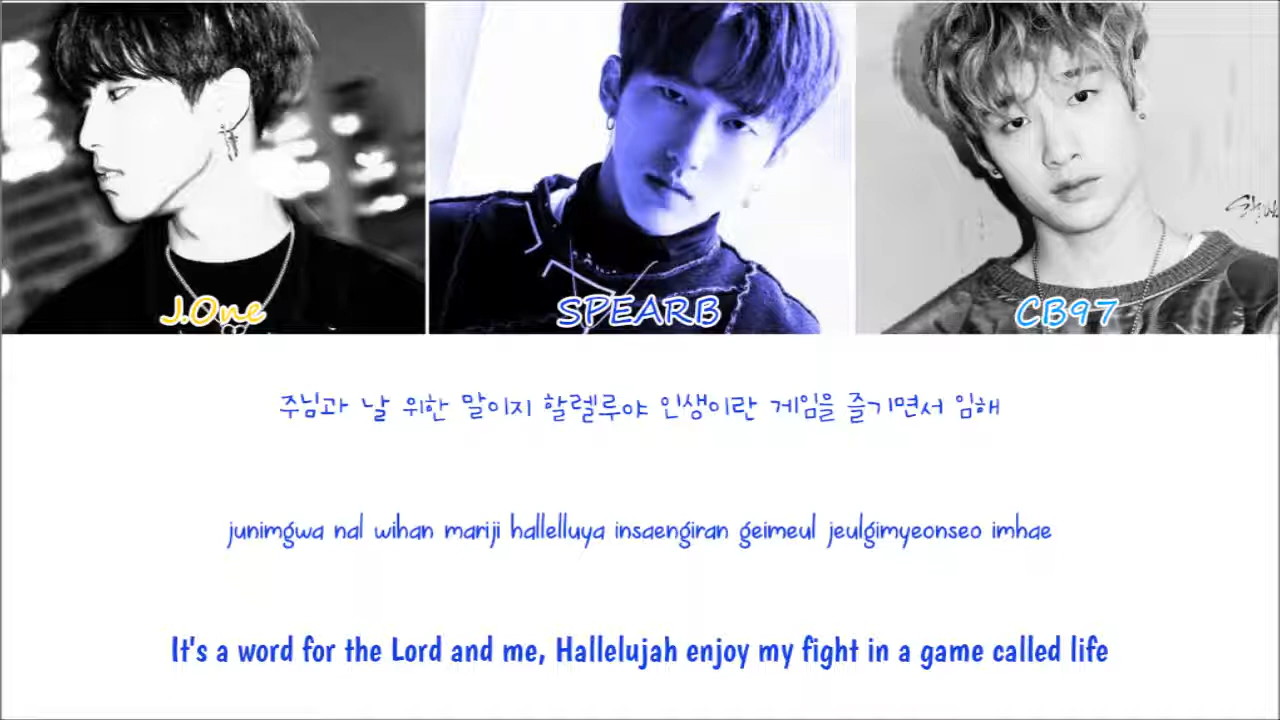 J.One
SPEARB
CB97
주님과 날 위한 말이지 할렐루야 인생이란 게임을 즐기면서 임해
junimgwa nal wihan mariji hallelluya insaengiran geimeul jeulgimyeonseo imhae
It's a word for the Lord and me, Hallelujah enjoy my fight in a game called life